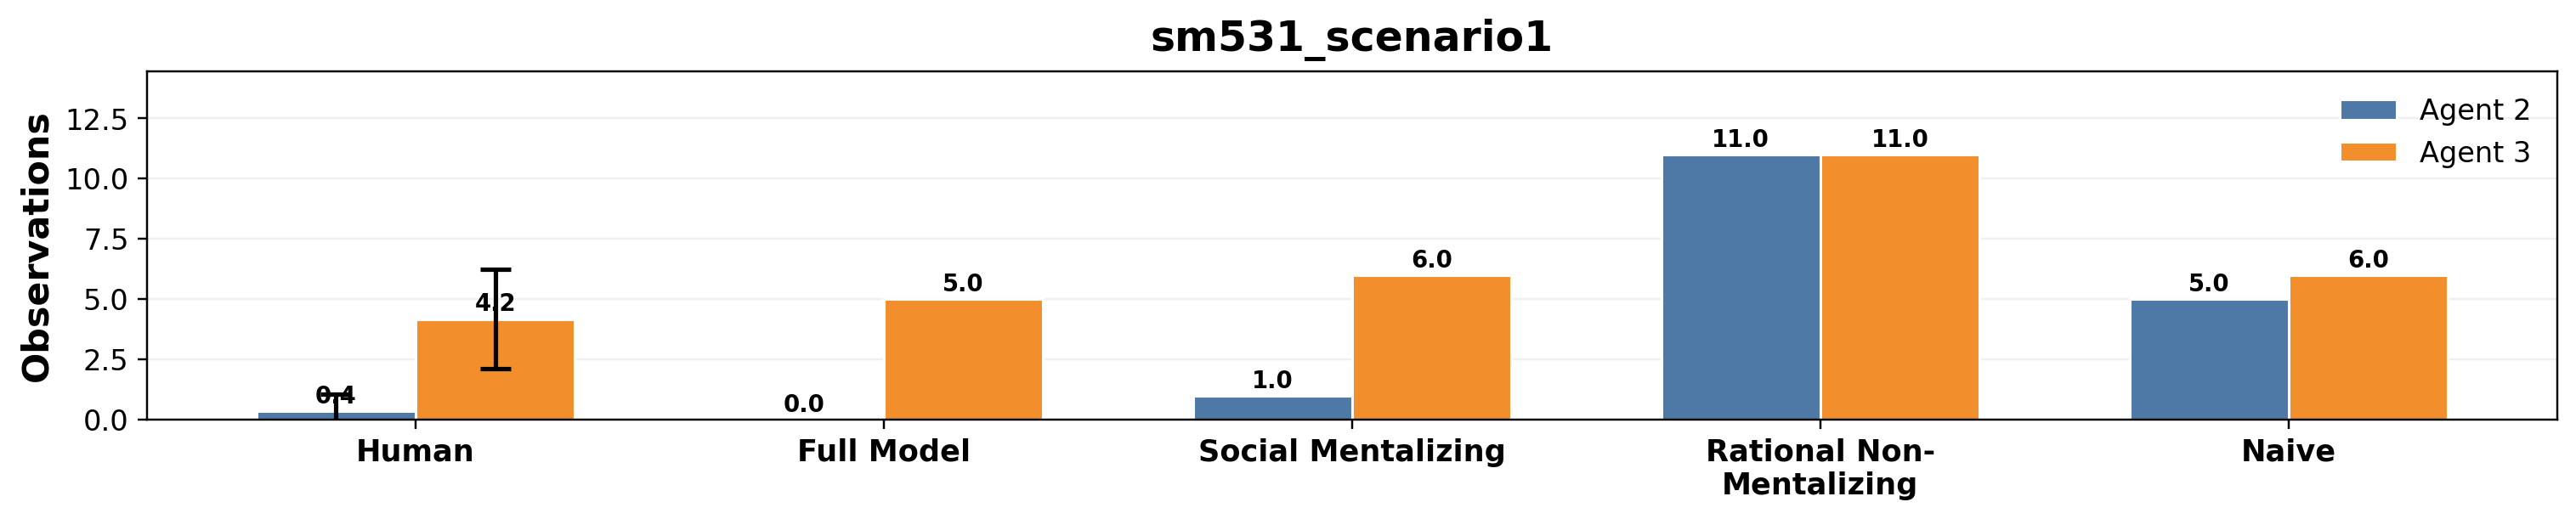 sm531_scenario1
Observations
12.5
10.0
7.5
5.0
2.5
0.0
Agent 2
Agent 3
0.4
4.2
0.0
5.0
1.0
6.0
11.0
11.0
5.0
6.0
Human
Full Model
Social Mentalizing
Rational Non-
Mentalizing
Naive